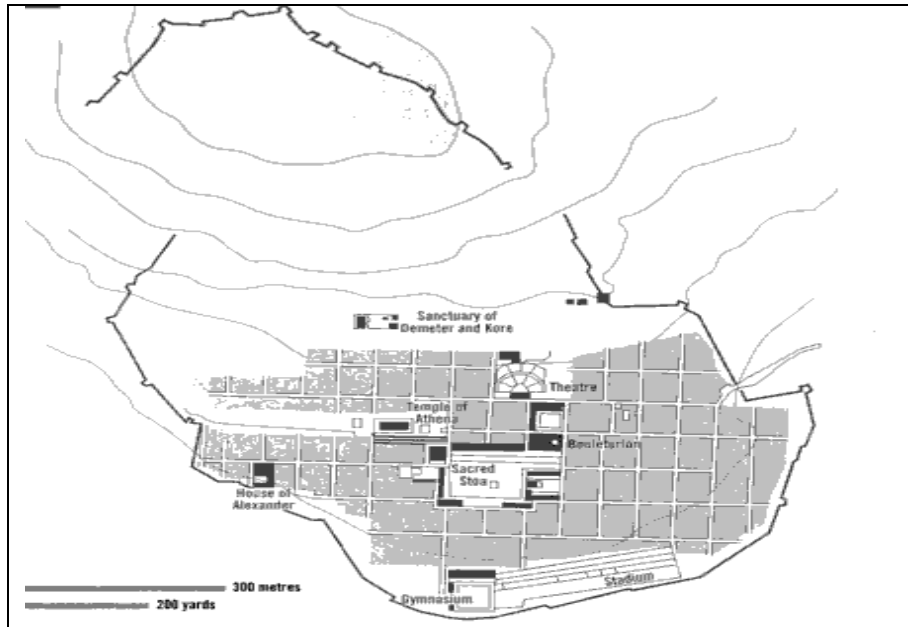 Sanctuary of
Demeter and Kore
Theatre
Temple of
Athena
Bouleterion
Sacred
Stoa
House of
Alexander
Stadium
Gymnasium
300 metres
200 yards